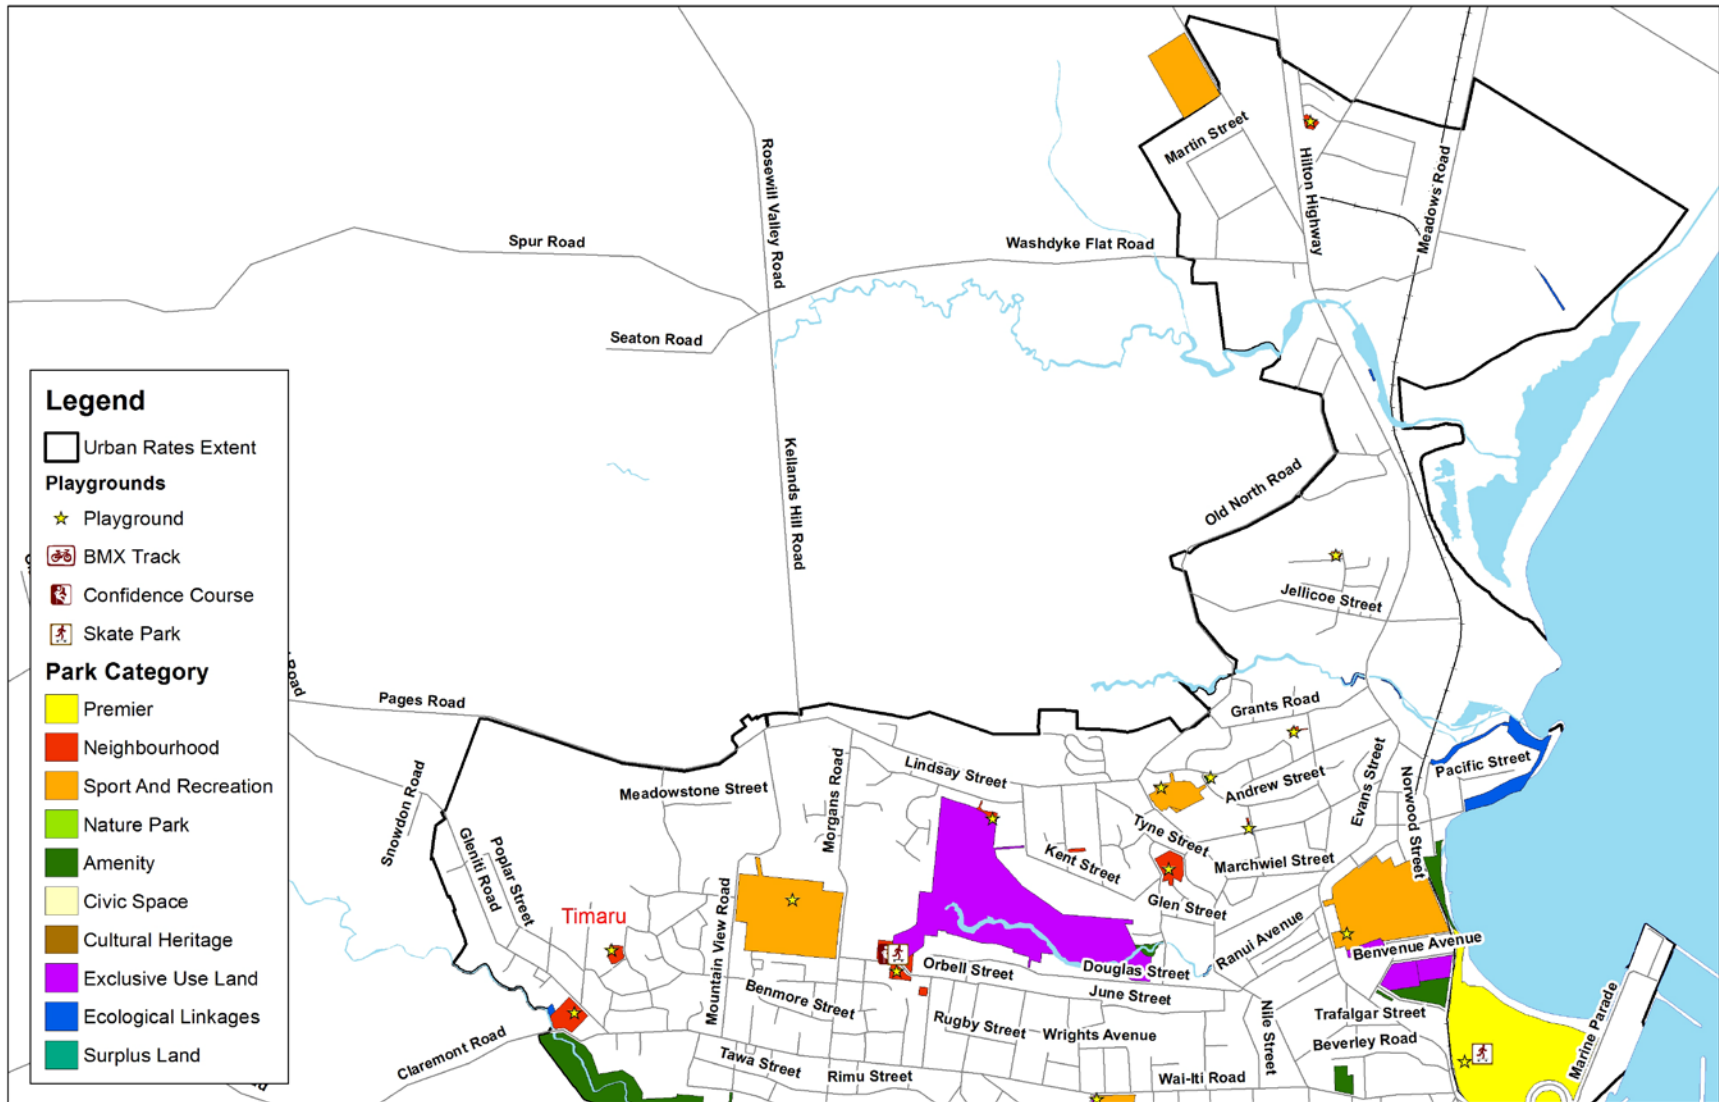 Martin Street
Hilton Highway
Meadows Road
Rosewill Valley Road
Spur Road
Washdyke Flat Road
Seaton Road
Legend
Urban Rates Extent
Playgrounds
Playground
BMX Track
Confidence Course
Skate Park
Park Category
Premier
Neighbourhood
Sport And Recreation
Nature Park
Amenity
Civic Space
Cultural Heritage
Exclusive Use Land
Ecological Linkages
Surplus Land
Kellands Hill Road
Old North Road
Jellicoe Street
Road
Pages Road
Grants Road
Pacific Street
Lindsay Street
Andrew Street
Evans Street
Norwood Street
Meadowstone Street
Morgans Road
Snowdon Road
Gleniti Road
Poplar Street
Tyne Street
Kent Street
Marchwiel Street
Glen Street
Timaru
Mountain View Road
Ranui Avenue
Benvenue Avenue
Orbell Street
Douglas Street
June Street
Benmore Street
Rugby Street
Wrights Avenue
Nile Street
Trafalgar Street
Beverley Road
Marine Parade
Claremont Road
Tawa Street
Rimu Street
Wai-Iti Road